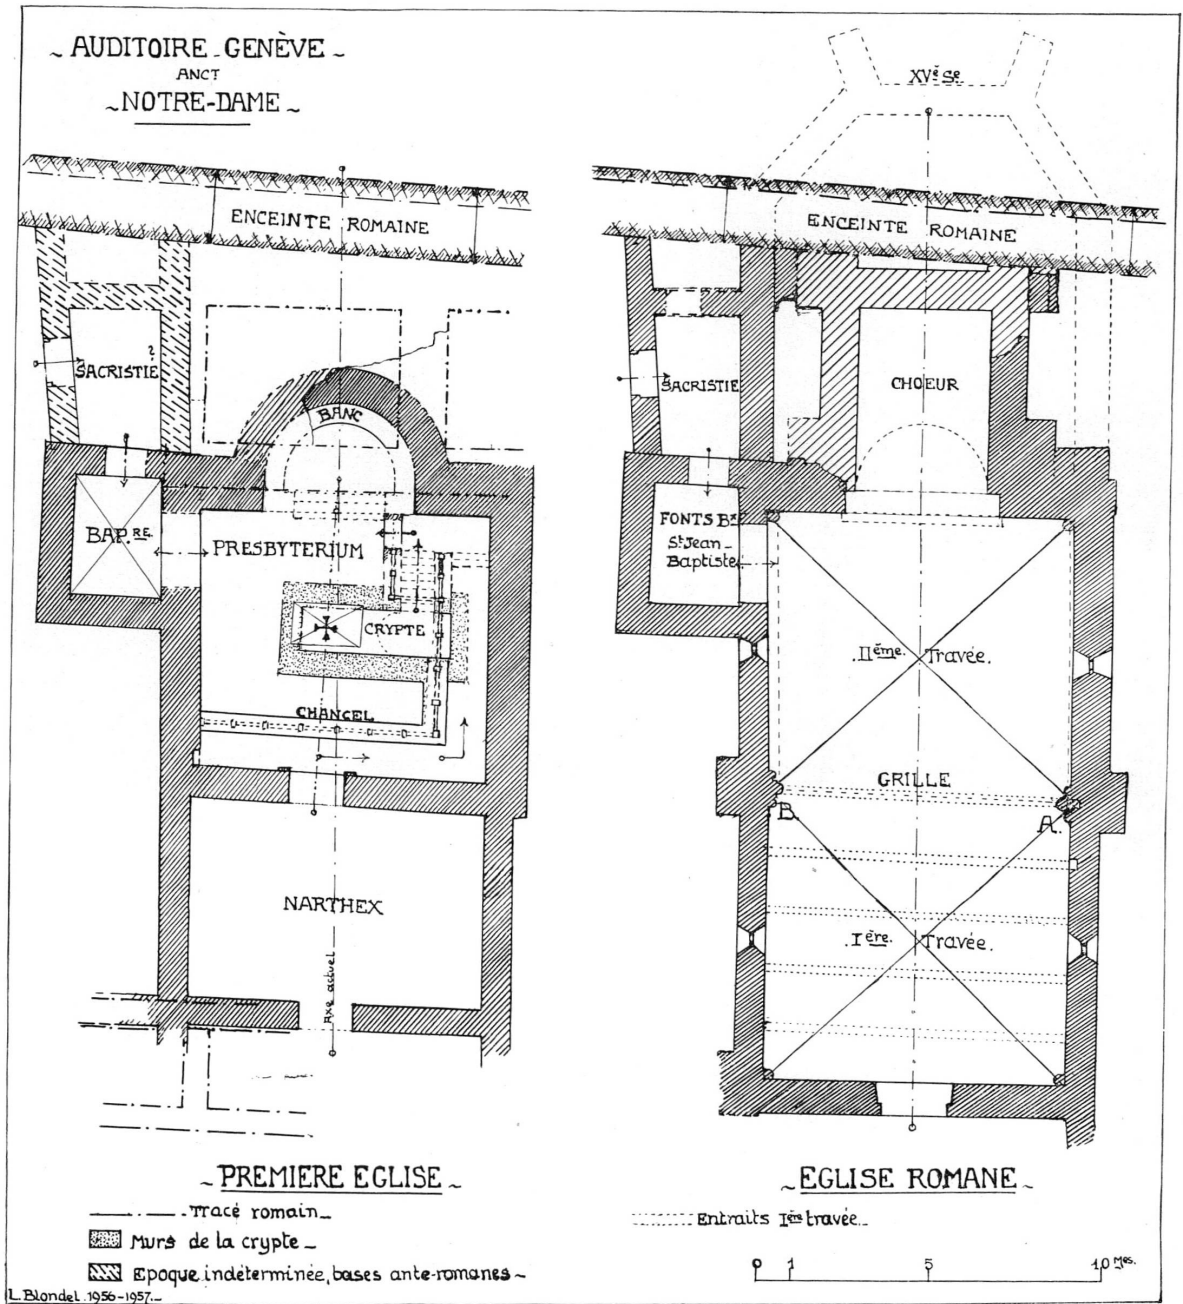 ~ AUDITOIRE - GENÈVE ~
ANCT
~ NOTRE-DAME ~
ENCEINTE ROMAINE
SACRISTIE ?
BANC
BAP.RE.
PRESBYTERIUM
CRYPTE
CHANCEL
NARTHEX
Axe actuel
~ PREMIERE EGLISE ~
Tracé romain _
Murs de la crypte _
Epoque indéterminée, bases ante-romanes ~
L. Blondel . 1956-1957. _
XVe Se
ENCEINTE ROMAINE
CHOEUR
SACRISTIE
FONTS Bx
St Jean -
Baptiste
.IIème. Travée.
GRILLE
B.
A.
.Ière. Travée.
~ EGLISE ROMANE ~
Entraits Ière travée _
0 1 5 10 Mes.